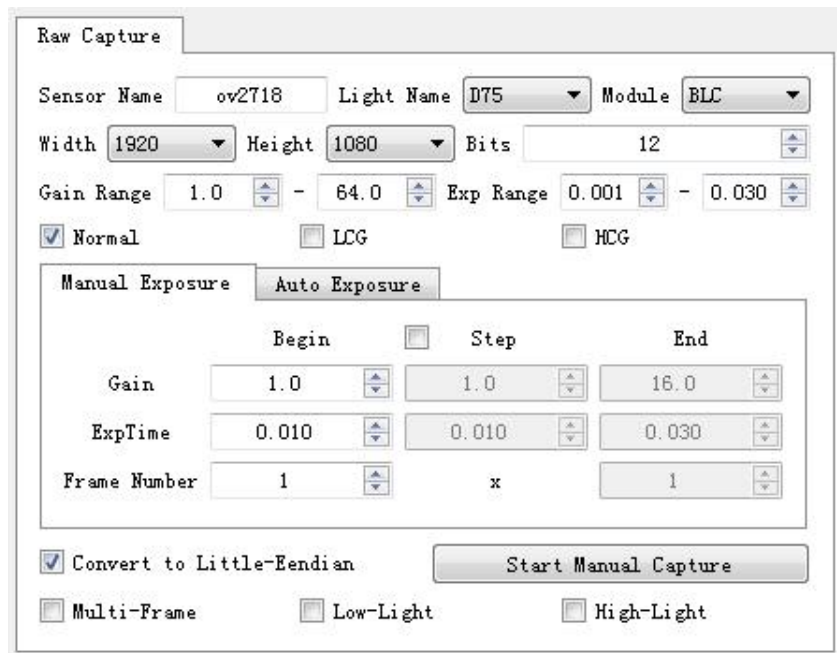 Raw Capture
Sensor Name ov2718 Light Name D75 Module BLC
Width 1920 Height 1080 Bits 12
Gain Range 1.0 - 64.0 Exp Range 0.001 - 0.030
Normal LCG HCG
Manual Exposure Auto Exposure
Begin Step End
Gain 1.0 1.0 16.0
ExpTime 0.010 0.010 0.030
Frame Number 1 x 1
Convert to Little-Eendian Start Manual Capture
Multi-Frame Low-Light High-Light